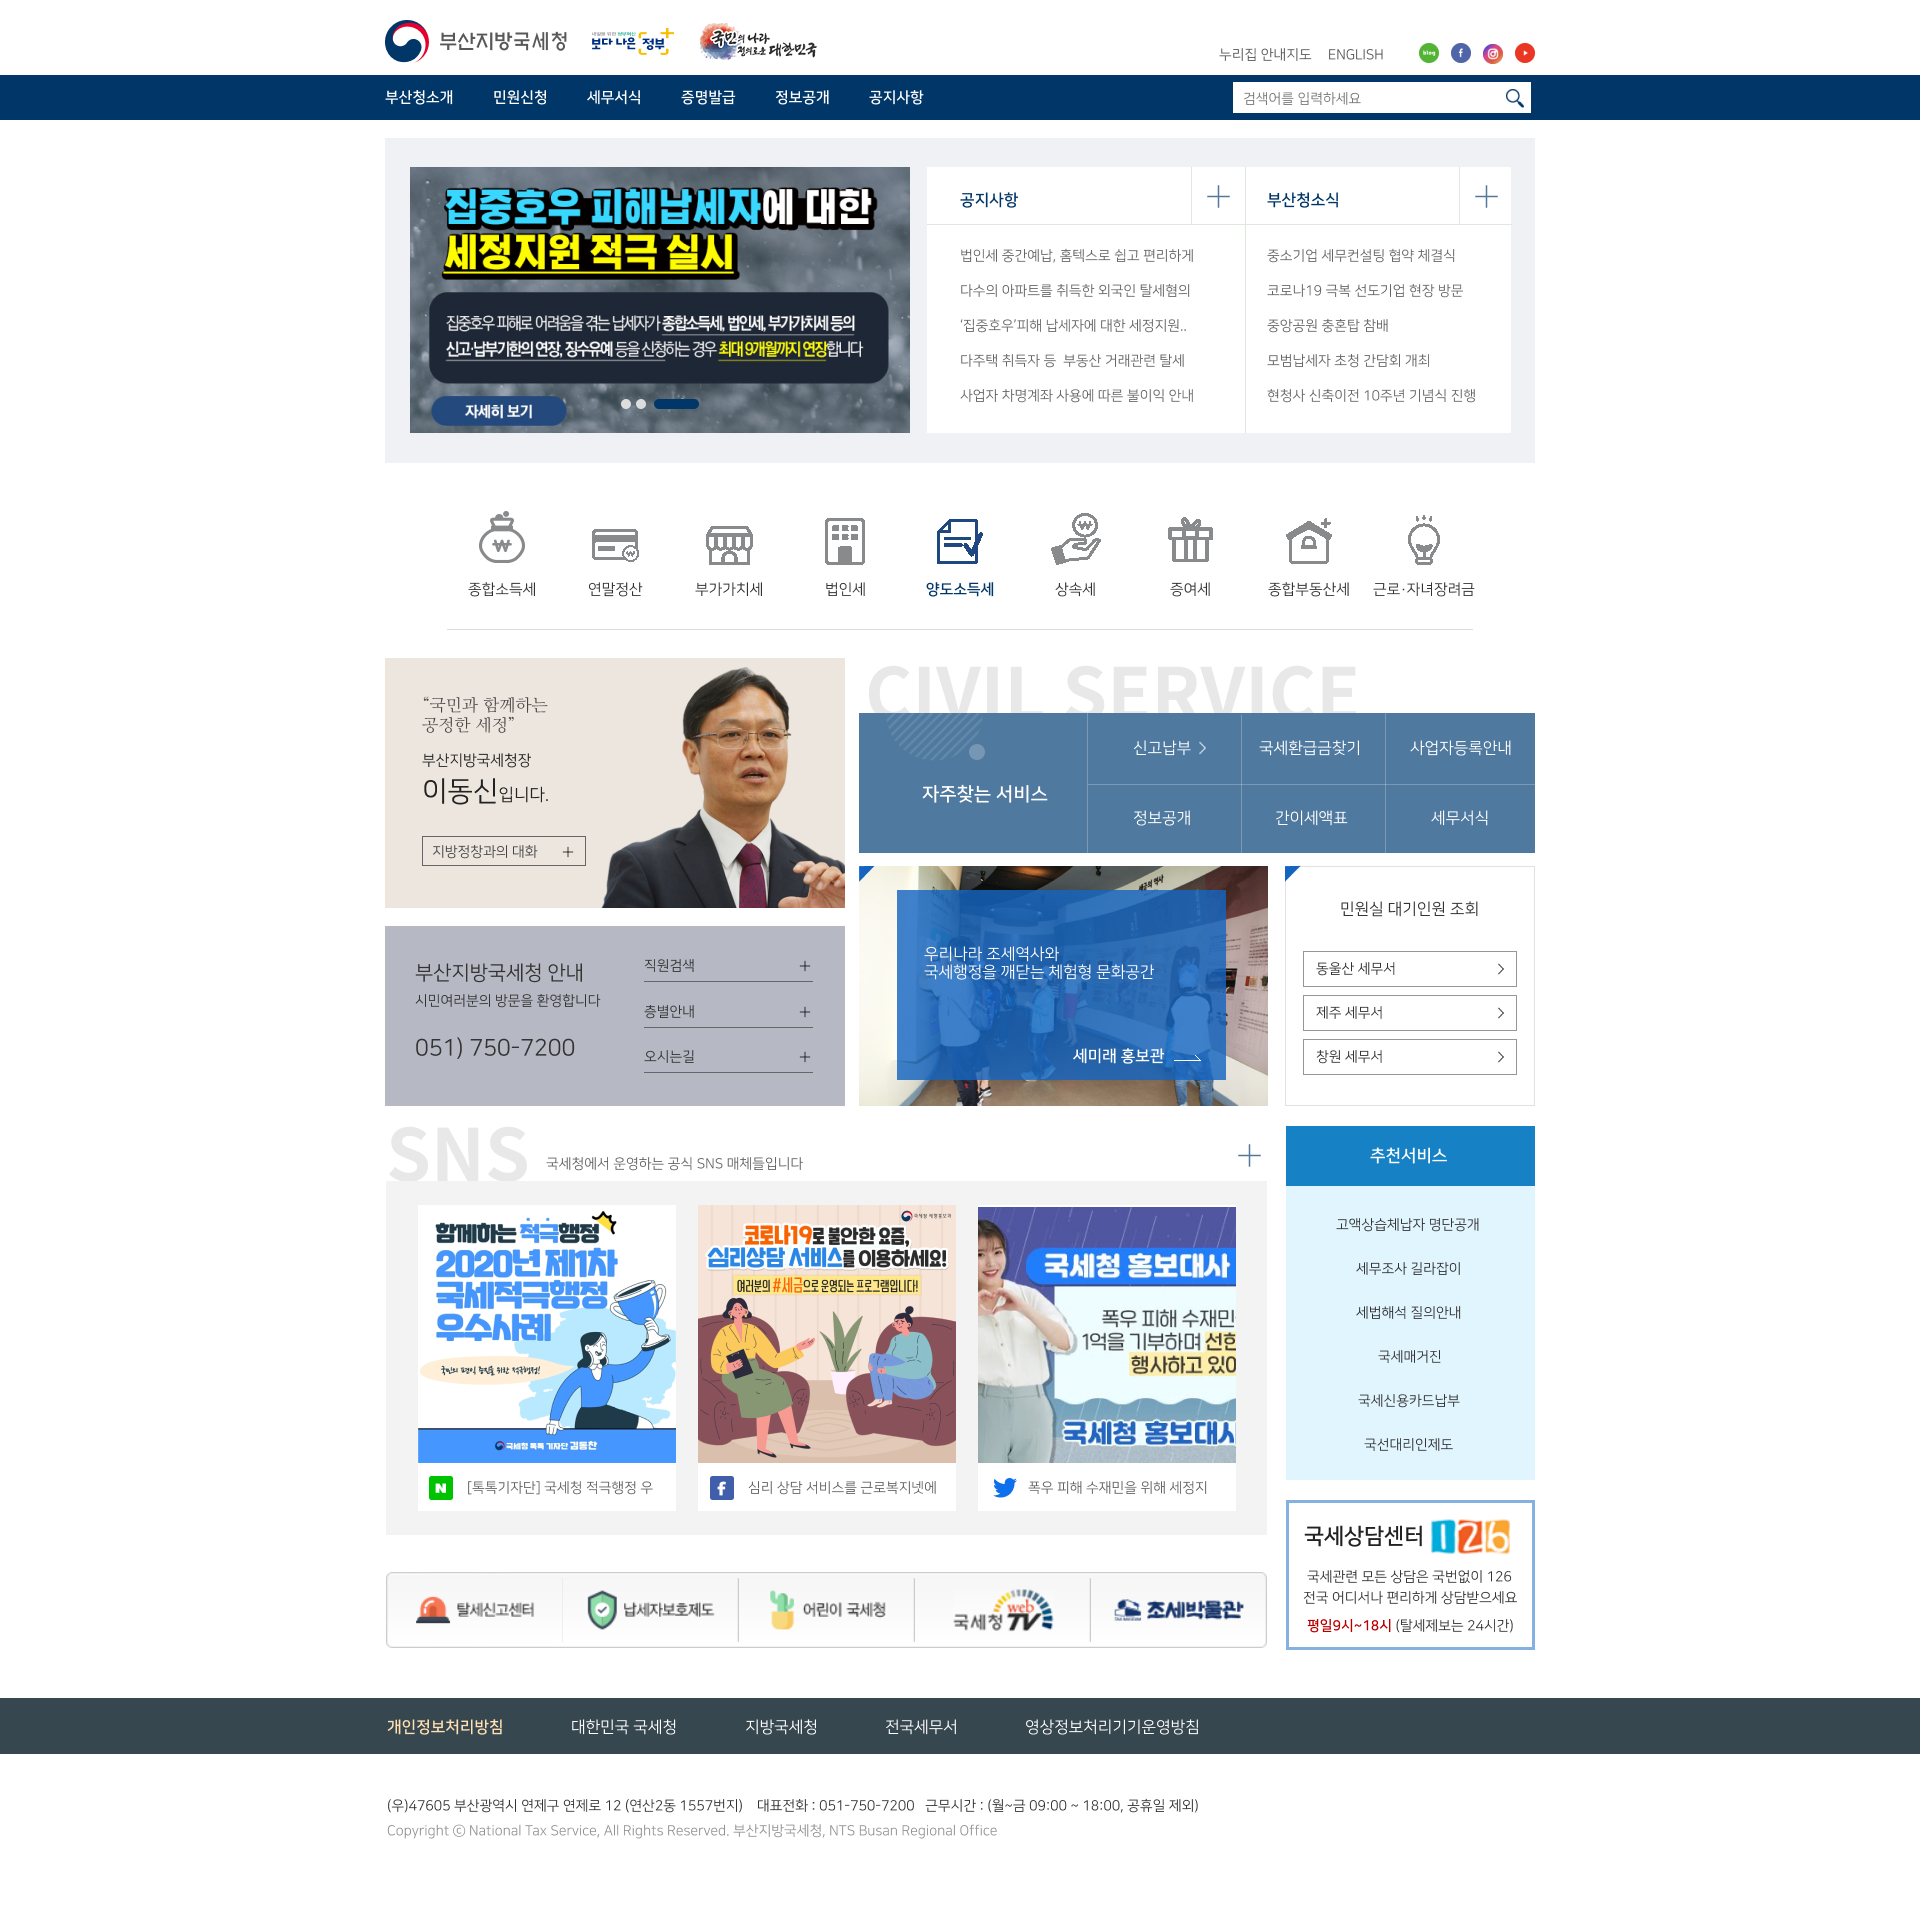 부산지방국세청
보다 나은 정부
국민의 나라
정의로운 대한민국
누리집 안내지도 ENGLISH
blog
부산청소개 민원신청 세무서식 증명발급 정보공개 공지사항
검색어를 입력하세요
집중호우 피해납세자에 대한
세정지원 적극 실시
집중호우 피해로 어려움을 겪는 납세자가 종합소득세, 법인세, 부가가치세 등의
신고·납부기한의 연장, 징수유예 등을 신청하는 경우 최대 9개월까지 연장합니다
자세히 보기
공지사항
법인세 중간예납, 홈텍스로 쉽고 편리하게
다수의 아파트를 취득한 외국인 탈세혐의
‘집중호우’피해 납세자에 대한 세정지원..
다주택 취득자 등 부동산 거래관련 탈세
사업자 차명계좌 사용에 따른 불이익 안내
부산청소식
중소기업 세무컨설팅 협약 체결식
코로나19 극복 선도기업 현장 방문
중앙공원 충혼탑 참배
모범납세자 초청 간담회 개최
현청사 신축이전 10주년 기념식 진행
종합소득세 연말정산 부가가치세 법인세 양도소득세 상속세 증여세 종합부동산세 근로·자녀장려금
“국민과 함께하는
공정한 세정”
부산지방국세청장
이동신입니다.
지방정창과의 대화
CIVIL SERVICE
자주찾는 서비스
신고납부 국세환급금찾기 사업자등록안내
정보공개 간이세액표 세무서식
부산지방국세청 안내
시민여러분의 방문을 환영합니다
051) 750-7200
직원검색
층별안내
오시는길
우리나라 조세역사와
국세행정을 깨닫는 체험형 문화공간
세미래 홍보관
민원실 대기인원 조회
동울산 세무서
제주 세무서
창원 세무서
SNS
국세청에서 운영하는 공식 SNS 매체들입니다
함께하는 적극행정
2020년 제1차
국세적극행정
우수사례
국민의 편익 증진을 위한 적극행정!
국세청 톡톡 기자단 김동찬
[톡톡기자단] 국세청 적극행정 우
코로나19로 불안한 요즘,
심리상담 서비스를 이용하세요!
여러분의 #세금으로 운영되는 프로그램입니다!
심리 상담 서비스를 근로복지넷에
국세청 홍보대사
폭우 피해 수재민
1억을 기부하며 선한
행사하고 있어
국세청 홍보대사
폭우 피해 수재민을 위해 세정지
추천서비스
고액상습체납자 명단공개
세무조사 길라잡이
세법해석 질의안내
국세매거진
국세신용카드납부
국선대리인제도
국세상담센터 126
국세관련 모든 상담은 국번없이 126
전국 어디서나 편리하게 상담받으세요
평일9시~18시 (탈세제보는 24시간)
탈세신고센터 납세자보호제도 어린이 국세청 국세청 web TV 조세박물관
개인정보처리방침 대한민국 국세청 지방국세청 전국세무서 영상정보처리기기운영방침
(우)47605 부산광역시 연제구 연제로 12 (연산2동 1557번지) 대표전화 : 051-750-7200 근무시간 : (월~금 09:00 ~ 18:00, 공휴일 제외)
Copyright ⓒ National Tax Service, All Rights Reserved. 부산지방국세청, NTS Busan Regional Office